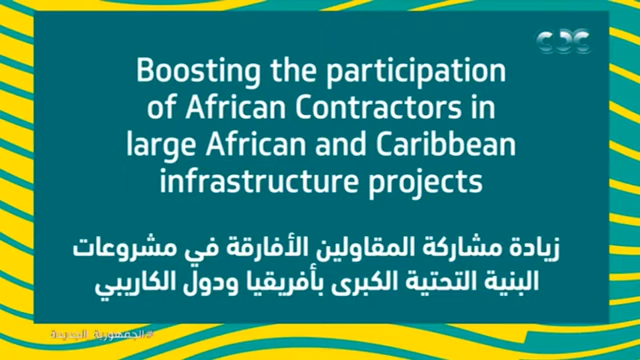 CBC
Boosting the participation
of African Contractors in
large African and Caribbean
infrastructure projects
زيادة مشاركة المقاولين الأفارقة في مشروعات
البنية التحتية الكبرى بأفريقيا ودول الكاريبي
#الجمهورية_الجديدة